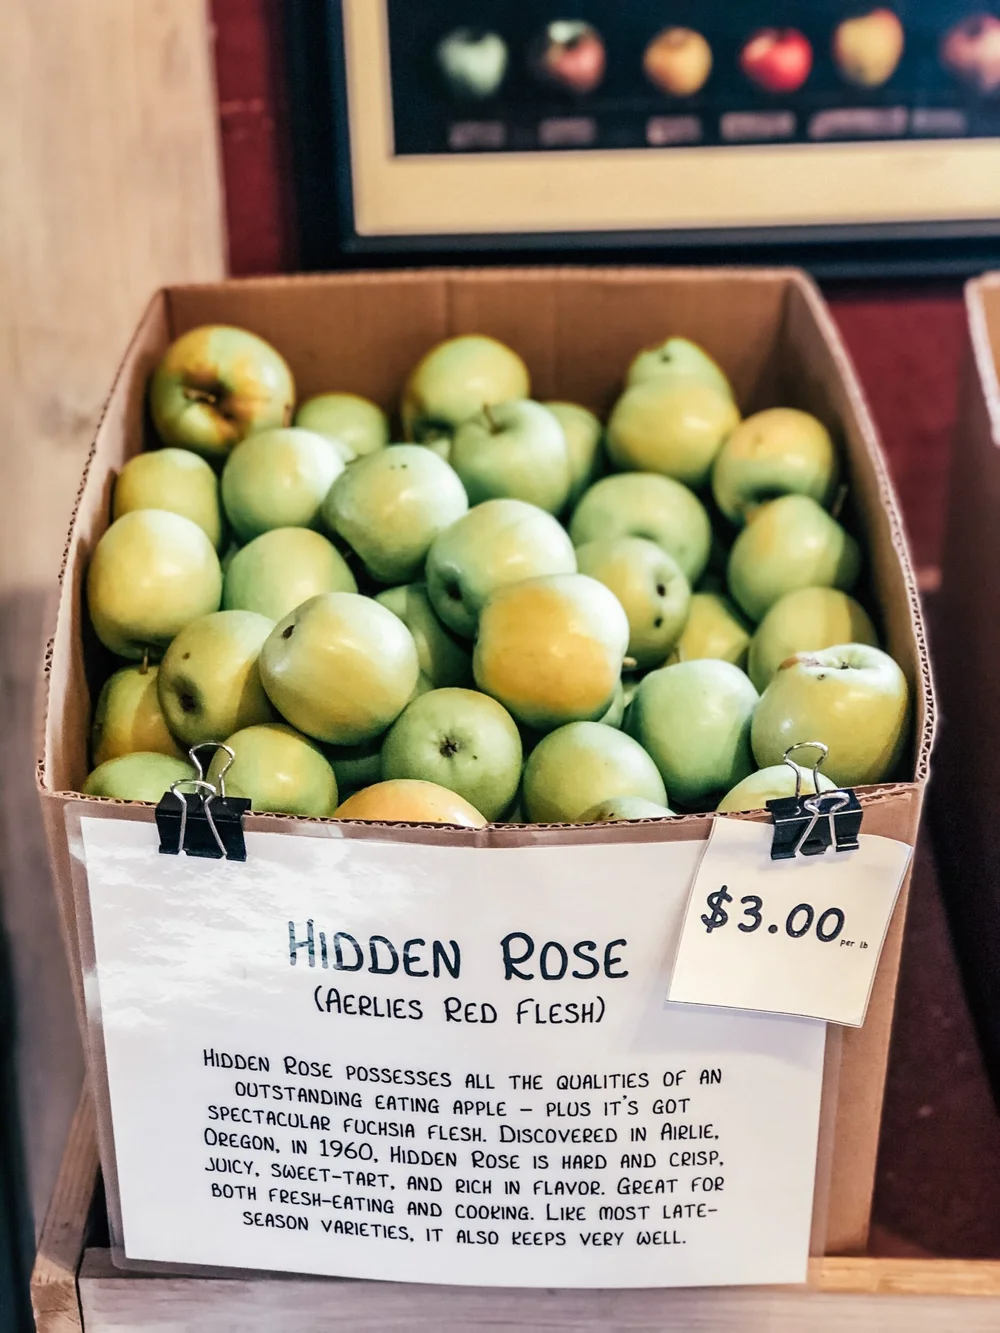 $3.00
per lb
HIDDEN ROSE
(AERLIES RED FLESH)
HIDDEN ROSE POSSESSES ALL THE QUALITIES OF AN
OUTSTANDING EATING APPLE – PLUS IT'S GOT
SPECTACULAR FUCHSIA FLESH. DISCOVERED IN AIRLIE,
OREGON, IN 1960, HIDDEN ROSE IS HARD AND CRISP,
JUICY, SWEET-TART, AND RICH IN FLAVOR. GREAT FOR
BOTH FRESH-EATING AND COOKING. LIKE MOST LATE-
SEASON VARIETIES, IT ALSO KEEPS VERY WELL.